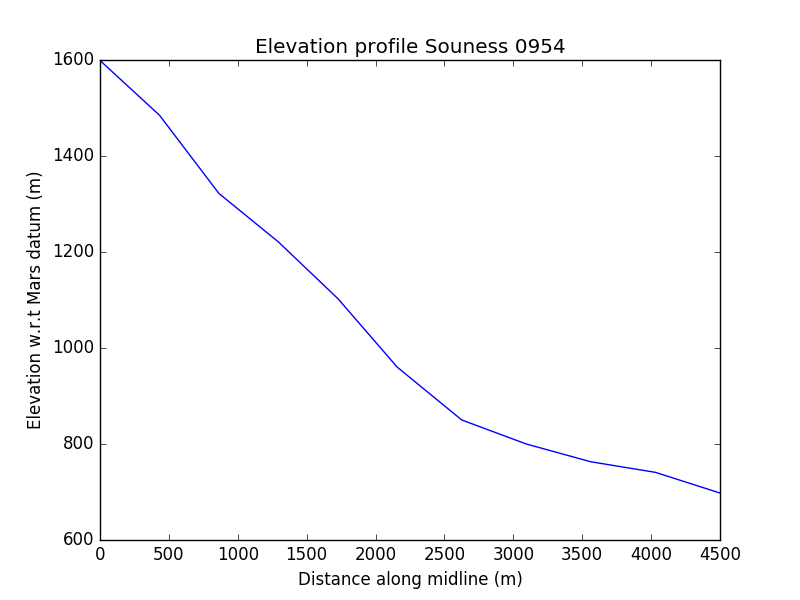 Elevation profile Souness 0954
1600
1400
1200
1000
800
600
Elevation w.r.t Mars datum (m)
0 500 1000 1500 2000 2500 3000 3500 4000 4500
Distance along midline (m)